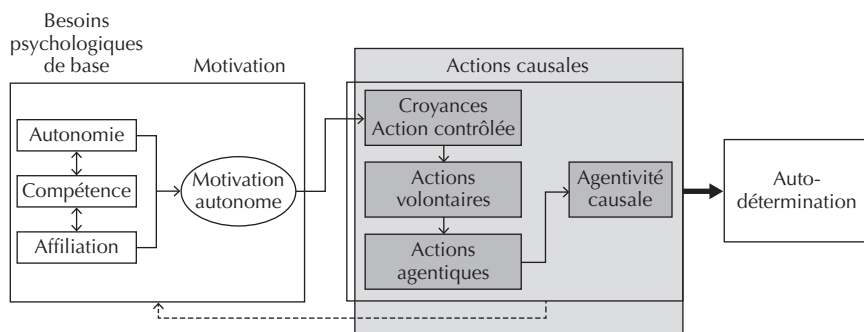 Besoins
psychologiques
de base
Motivation
Actions causales
Autonomie
Compétence
Affiliation
Motivation
autonome
Croyances
Action contrôlée
Actions
volontaires
Actions
agentiques
Agentivité
causale
Auto-
détermination